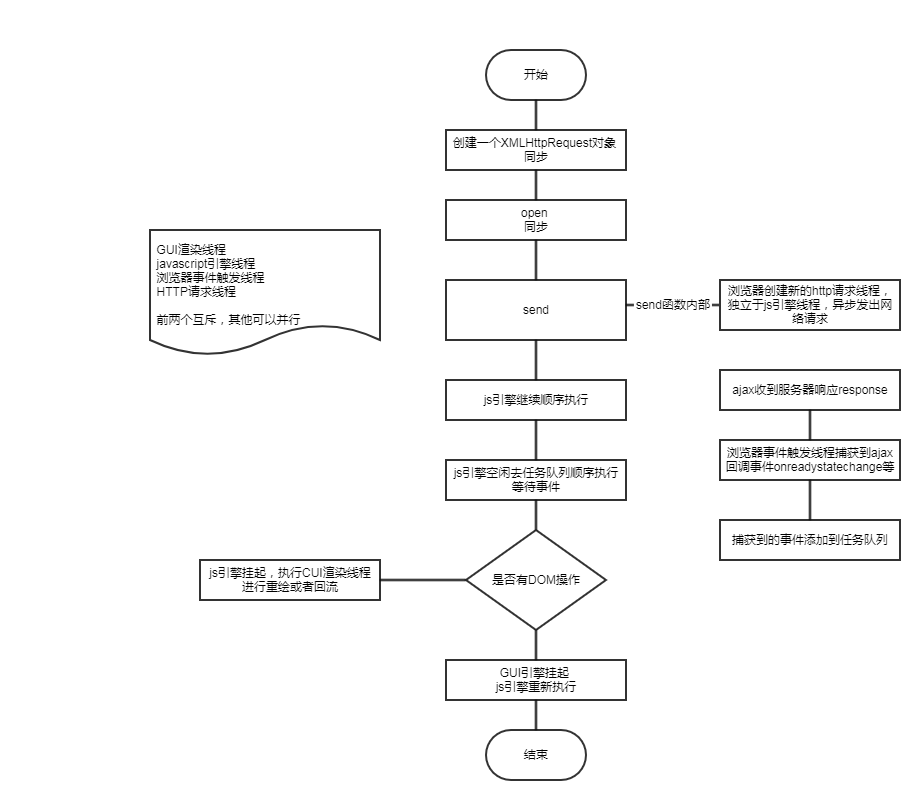 开始
创建一个XMLHttpRequest对象
同步
open
同步
GUI渲染线程
javascript引擎线程
浏览器事件触发线程
HTTP请求线程
前两个互斥，其他可以并行
send
send函数内部
浏览器创建新的http请求线程，
独立于js引擎线程，异步发出网
络请求
js引擎继续顺序执行
ajax收到服务器响应response
浏览器事件触发线程捕获到ajax
回调事件onreadystatechange等
js引擎空闲去任务队列顺序执行
等待事件
捕获到的事件添加到任务队列
是否有DOM操作
js引擎挂起，执行CUI渲染线程
进行重绘或者回流
GUI引擎挂起
js引擎重新执行
结束